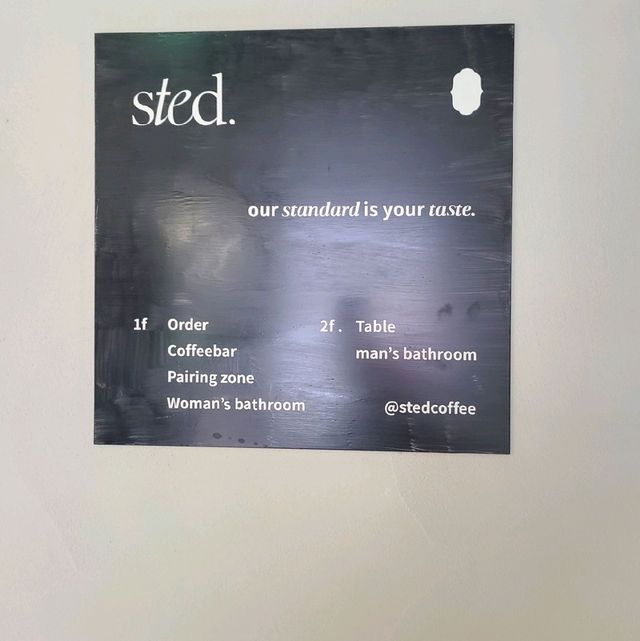 sted.
our standard is your taste.
1f Order
Coffeebar
Pairing zone
Woman's bathroom
2f. Table
man's bathroom
@stedcoffee